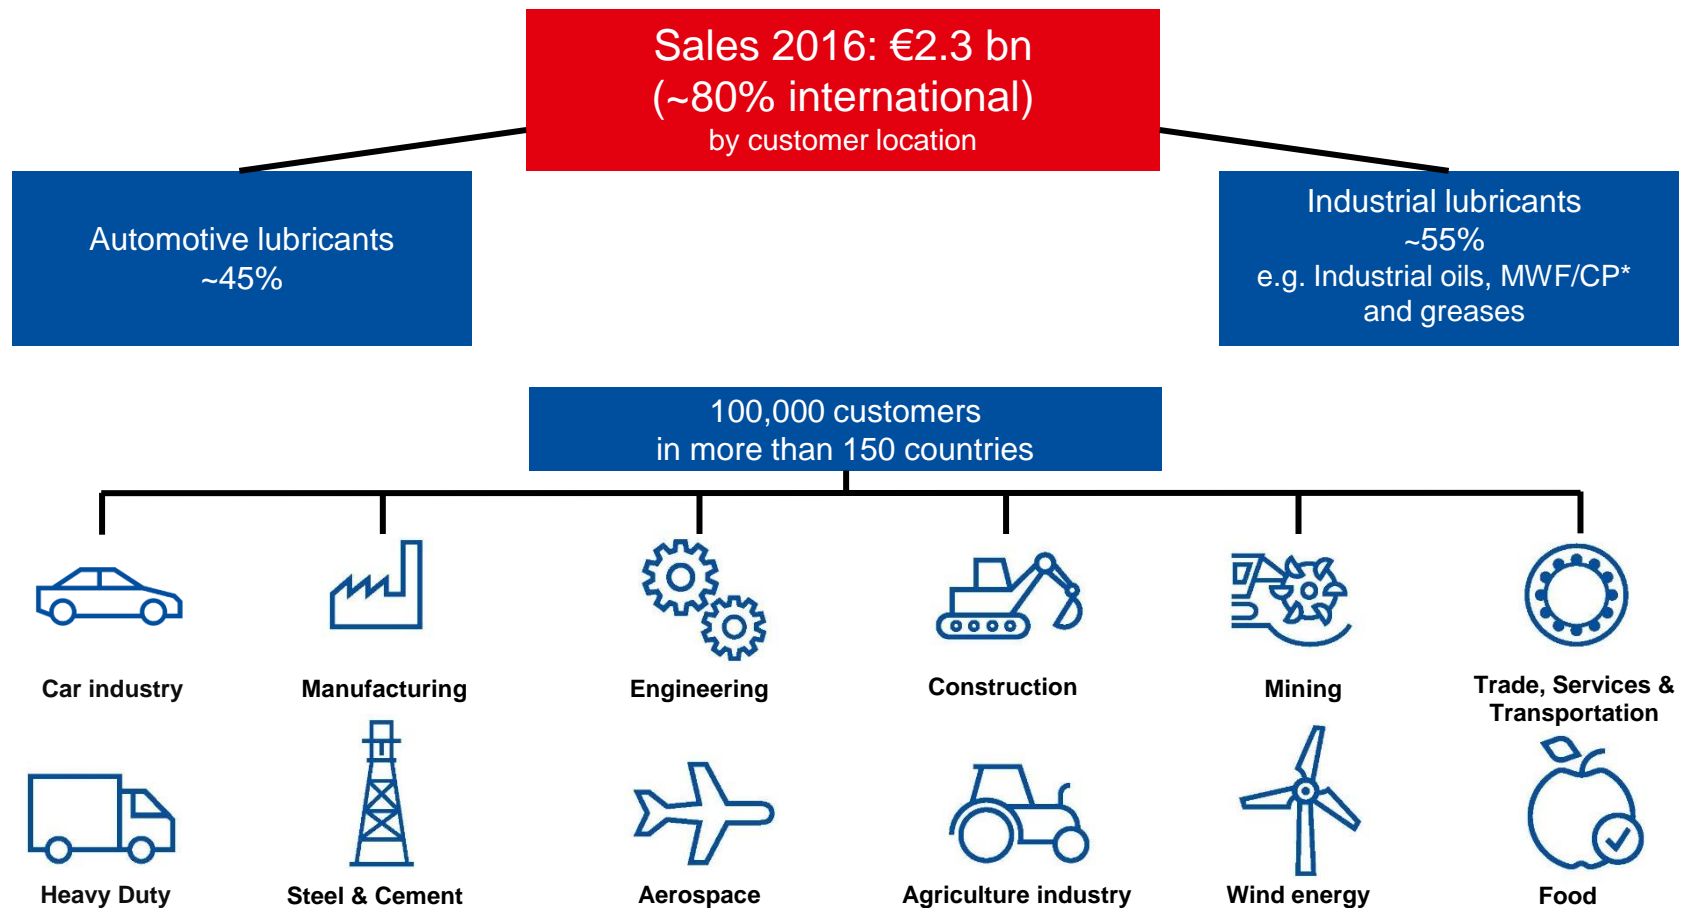 Sales 2016: €2.3 bn
(~80% international)
by customer location
Automotive lubricants
~45%
Industrial lubricants
~55%
e.g. Industrial oils, MWF/CP*
and greases
100,000 customers
in more than 150 countries
Car industry
Manufacturing
Engineering
Construction
Mining
Trade, Services &
Transportation
Heavy Duty
Steel & Cement
Aerospace
Agriculture industry
Wind energy
Food